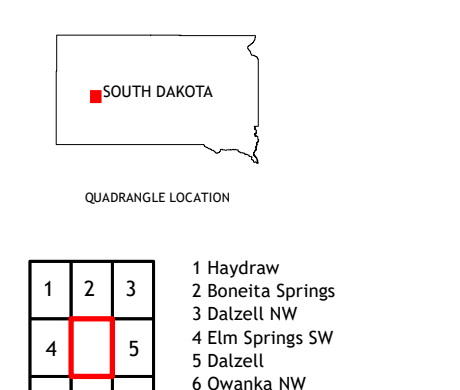 SOUTH DAKOTA
QUADRANGLE LOCATION
1 2 3
4 5
1 Haydraw
2 Boneita Springs
3 Dalzell NW
4 Elm Springs SW
5 Dalzell
6 Owanka NW